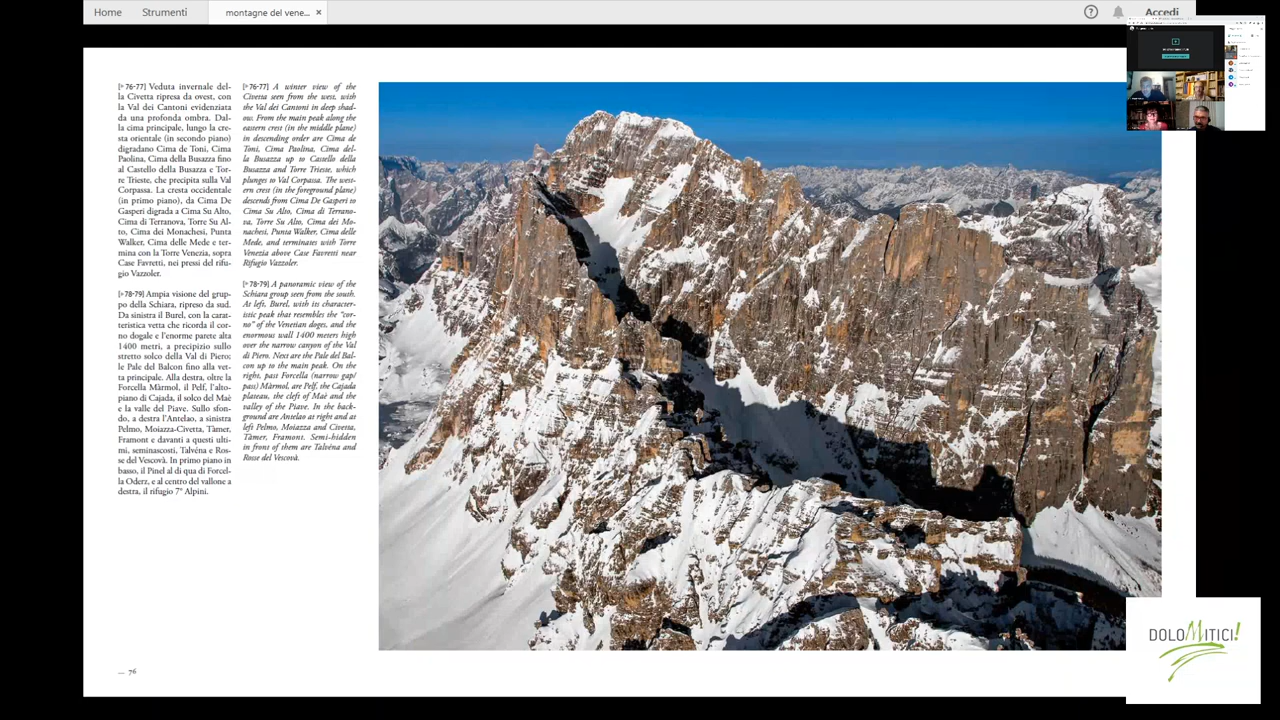 Home
Strumenti
montagne del vene... ×
Accedi
[▹76-77] Veduta invernale del-
la Civetta ripresa da ovest, con
la Val dei Cantoni evidenziata
da una profonda ombra. Dal-
la cima principale, lungo la cre-
sta orientale (in secondo piano)
digradano Cima de Toni, Cima
Paolina, Cima della Busazza fino
al Castello della Busazza e Tor-
re Trieste, che precipita sulla Val
Corpassa. La cresta occidentale
(in primo piano), da Cima De
Gasperi digrada a Cima Su Alto,
Cima di Terranova, Torre Su Al-
to, Cima dei Monachesi, Punta
Walker, Cima delle Mede e ter-
mina con la Torre Venezia, sopra
Case Favretti, nei pressi del rifu-
gio Vazzoler.
[▹78-79] Ampia visione del grup-
po della Schiara, ripreso da sud.
Da sinistra il Burel, con la carat-
teristica vetta che ricorda il cor-
no dogale e l'enorme parete alta
1400 metri, a precipizio sullo
stretto solco della Val di Piero;
le Pale del Balcon fino alla vet-
ta principale. Alla destra, oltre la
Forcella Màrmol, il Pelf, l'alto-
piano di Cajada, il solco del Maè
e la valle del Piave. Sullo sfon-
do, a destra l'Antelao, a sinistra
Pelmo, Moiazza-Civetta, Tàmer,
Framont e davanti a questi ulti-
mi, seminascosti, Talvéna e Ros-
se del Vescovà. In primo piano in
basso, il Pinel al di qua di Forcel-
la Oderz, e al centro del vallone a
destra, il rifugio 7° Alpini.
[▹76-77] A winter view of the
Civetta seen from the west, with
the Val dei Cantoni in deep shad-
ow. From the main peak along the
eastern crest (in the middle plane)
in descending order are Cima de
Toni, Cima Paolina, Cima del-
la Busazza up to Castello della
Busazza and Torre Trieste, which
plunges to Val Corpassa. The west-
ern crest (in the foreground plane)
descends from Cima De Gasperi to
Cima Su Alto, Cima di Terrano-
va, Torre Su Alto, Cima dei Mo-
nachesi, Punta Walker, Cima delle
Mede, and terminates with Torre
Venezia above Case Favretti near
Rifugio Vazzoler.
[▹78-79] A panoramic view of the
Schiara group seen from the south.
At left, Burel, with its character-
istic peak that resembles the "cor-
no" of the Venetian doges, and the
enormous wall 1400 meters high
over the narrow canyon of the Val
di Piero. Next are the Pale del Bal-
con up to the main peak. On the
right, past Forcella (narrow gap/
pass) Màrmol, are Pelf, the Cajada
plateau, the cleft of Maè and the
valley of the Piave. In the back-
ground are Antelao at right and at
left Pelmo, Moiazza and Civetta,
Tàmer, Framont. Semi-hidden
in frons of them are Talvéna and
Rosse del Vescovà.
— 76
DOLOMITICI!